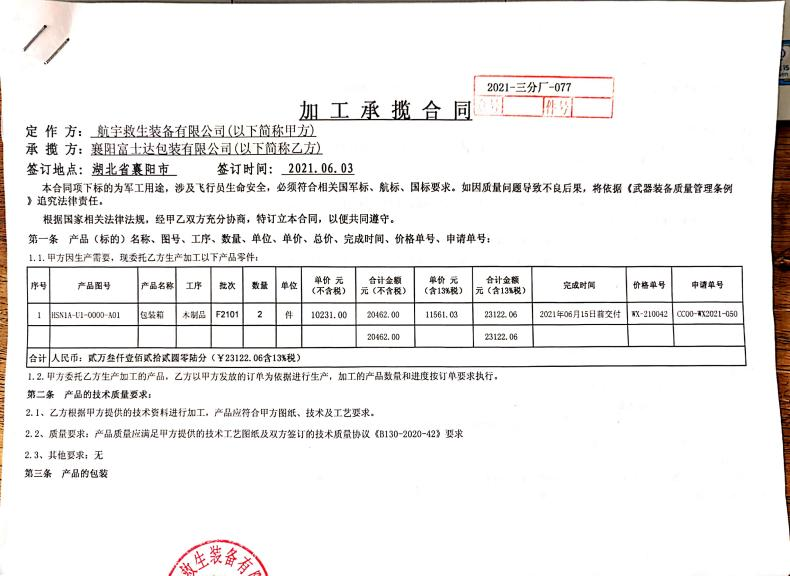 2021-三分厂-077
件号
加工承揽合同
定 作 方： 航宇救生装备有限公司(以下简称甲方)
承 揽 方：襄阳富士达包装有限公司(以下简称乙方)
签订地点：湖北省襄阳市 签订时间： 2021.06.03
本合同项下标的为军工用途，涉及飞行员生命安全，必须符合相关国军标、航标、国标要求。如因质量问题导致不良后果，将依据《武器装备质量管理条例
》追究法律责任。
根据国家相关法律法规，经甲乙双方充分协商，特订立本合同，以便共同遵守。
第一条 产品（标的）名称、图号、工序、数量、单位、单价、总价、完成时间、价格单号、申请单号：
1.1.甲方因生产需要，现委托乙方生产加工以下产品零件：
序号 产品图号 产品名称 工序 批次 数量 单位 单价 元（不含税） 合计金额元（不含税） 单价 元（含13%税） 合计金额元（含13%税） 完成时间 价格单号 申请单号
1 HSN1A-U1-0000-A01 包装箱 木制品 F2101 2 件 10231.00 20462.00 11561.03 23122.06 2021年06月15日前交付 WX-210042 CC00-WX2021-050
20462.00 23122.06
合计 人民币：贰万叁仟壹佰贰拾贰圆零陆分（￥23122.06含13%税）
1.2.甲方委托乙方生产加工的产品，乙方以甲方发放的订单为依据进行生产，加工的产品数量和进度按订单要求执行。
第二条 产品的技术质量要求：
2.1、乙方根据甲方提供的技术资料进行加工，产品应符合甲方图纸、技术及工艺要求。
2.2、质量要求：产品质量应满足甲方提供的技术工艺图纸及双方签订的技术质量协议《B130-2020-42》要求
2.3、其他要求：无
第三条 产品的包装
救生装备有限